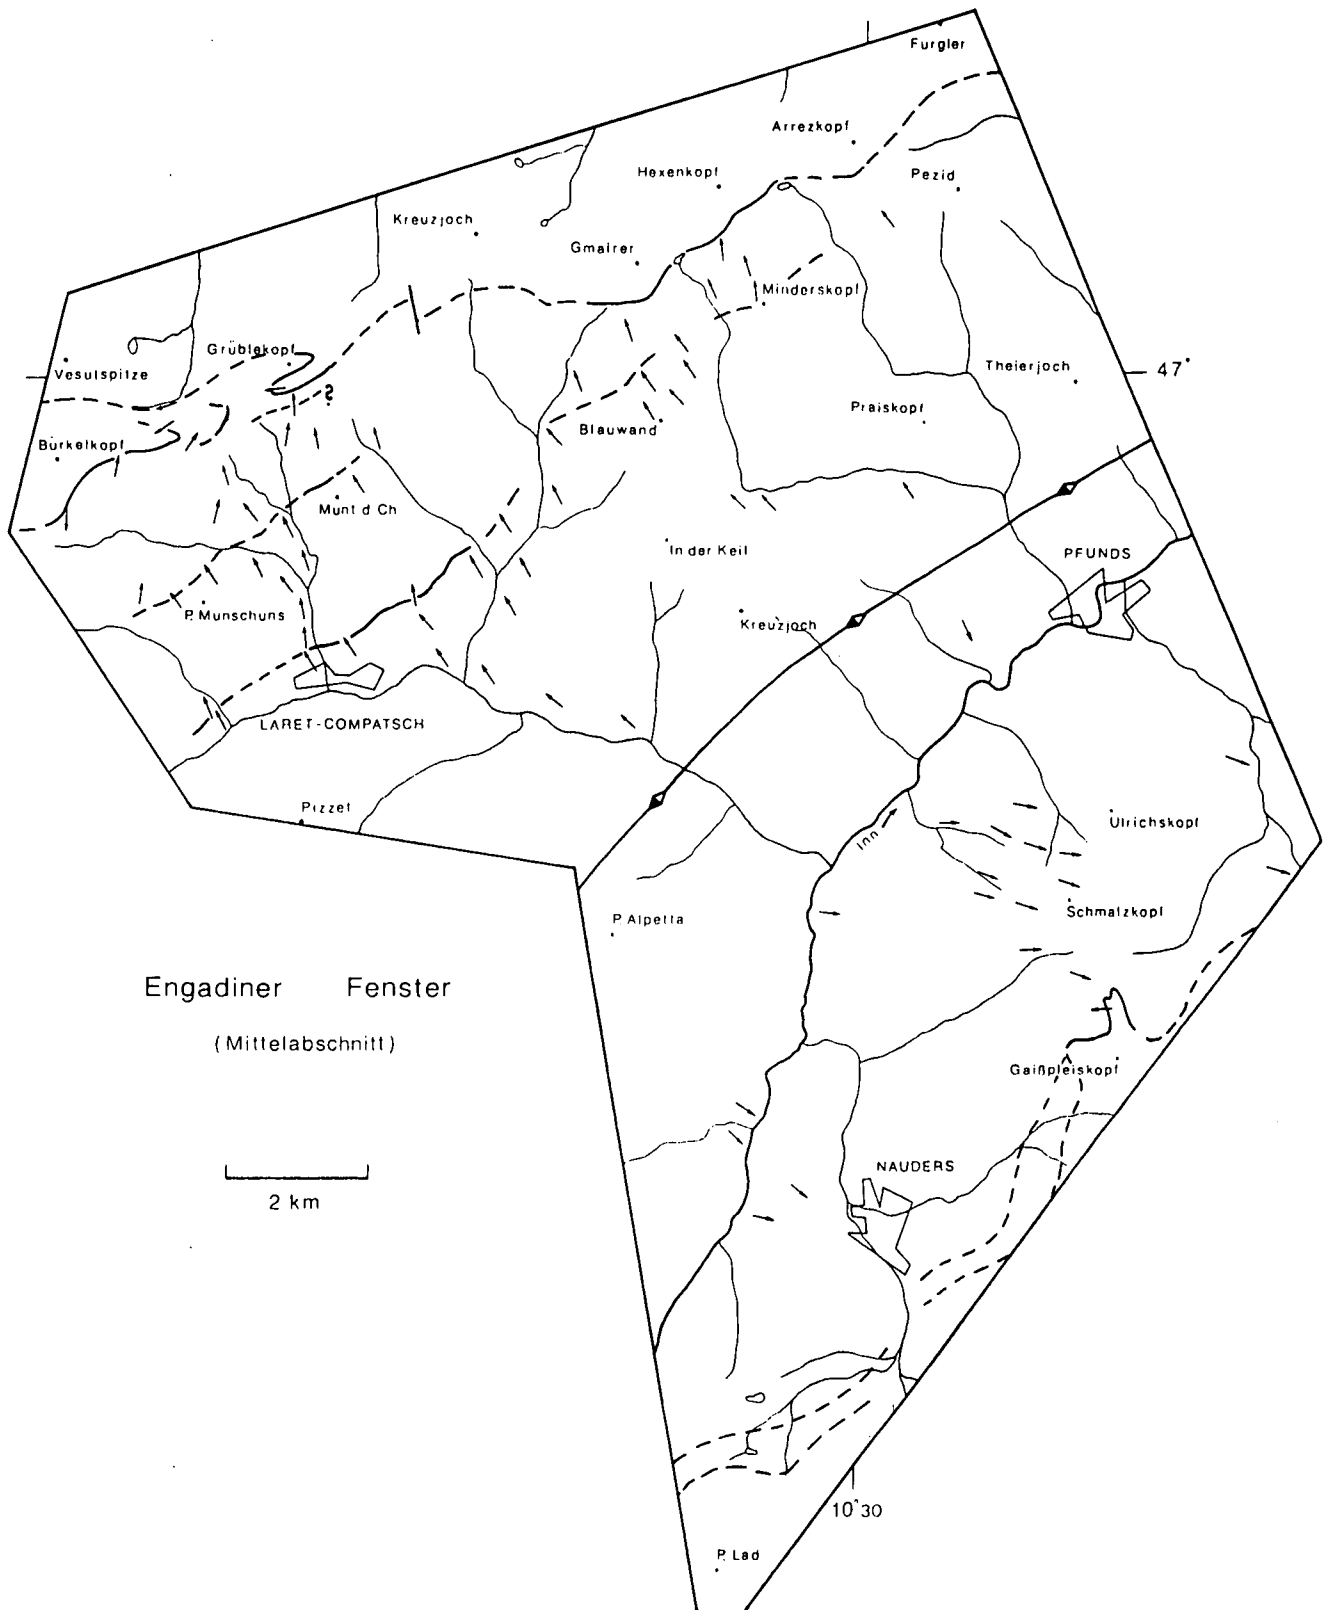 Furgler
Arrezkopf
Hexenkopf
Pezid
Kreuzjoch
Gmairer
Minderskopf
Grüblekopf
Vesulspitze
Theierjoch
47°
?
Praiskopf
Blauwand
Bürkelkopf
Munt d Ch
In der Keil
PFUNDS
P. Munschuns
Kreuzjoch
LARET-COMPATSCH
Pizzet
Inn
Ulrichskopf
P. Alpetta
Schmalzkopf
Engadiner Fenster
(Mittelabschnitt)
Gaißpleiskopf
NAUDERS
2 km
10°30
P. Lad